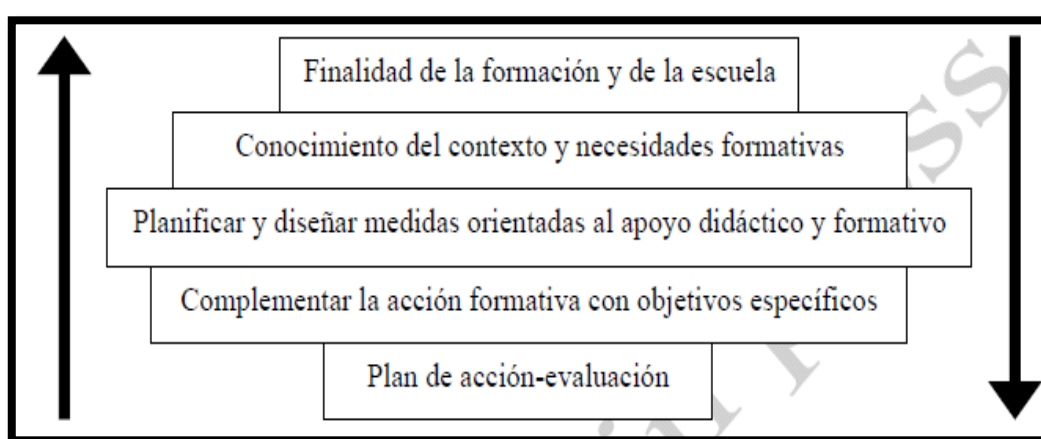 Finalidad de la formación y de la escuela
Conocimiento del contexto y necesidades formativas
Planificar y diseñar medidas orientadas al apoyo didáctico y formativo
Complementar la acción formativa con objetivos específicos
Plan de acción-evaluación